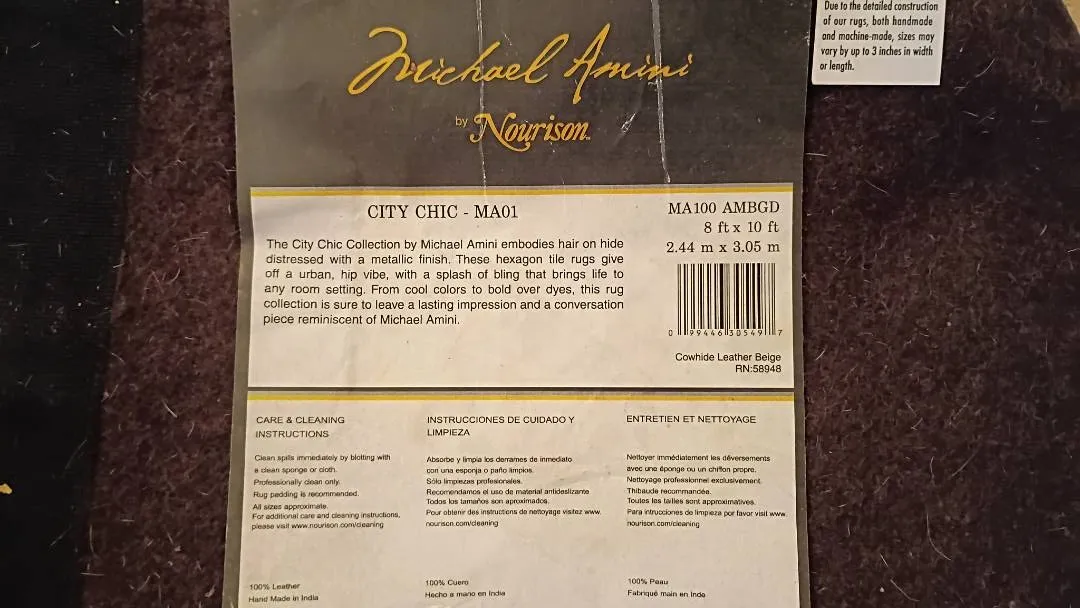 Due to the detailed construction
of our rugs, both handmade
and machine-made, sizes may
vary by up to 3 inches in width
or length.
Michael Amini
by Nourison™
CITY CHIC - MA01
The City Chic Collection by Michael Amini embodies hair on hide
distressed with a metallic finish. These hexagon tile rugs give
off a urban, hip vibe, with a splash of bling that brings life to
any room setting. From cool colors to bold over dyes, this rug
collection is sure to leave a lasting impression and a conversation
piece reminiscent of Michael Amini.
MA100 AMBGD
8 ft x 10 ft
2.44 m x 3.05 m
0 99446 30549 7
Cowhide Leather Beige
RN:58948
CARE & CLEANING
INSTRUCTIONS
Clean spills immediately by blotting with
a clean sponge or cloth.
Professionally clean only.
Rug padding is recommended.
All sizes approximate.
For additional care and cleaning instructions,
please visit www.nourison.com/cleaning
100% Leather
Hand Made in India
INSTRUCCIONES DE CUIDADO Y
LIMPIEZA
Absorbe y limpia los derrames de inmediato
con una esponja o paño limpios.
Sólo limpiezas profesionales.
Recomendamos el uso de material antideslizante
Todos los tamaños son aproximados.
Pour obtenir des instructions de nettoyage visitez www.
nourison.com/cleaning
100% Cuero
Hecho a mano en India
ENTRETIEN ET NETTOYAGE
Nettoyer immédiatement les déversements
avec une éponge ou un chiffon propre.
Nettoyage professionnel exclusivement.
Thibaude recommandée.
Toutes les tailles sont approximatives.
Para intrucciones de limpieza por favor visit www.
nourison.com/cleaning
100% Peau
Fabriqué main en Inde